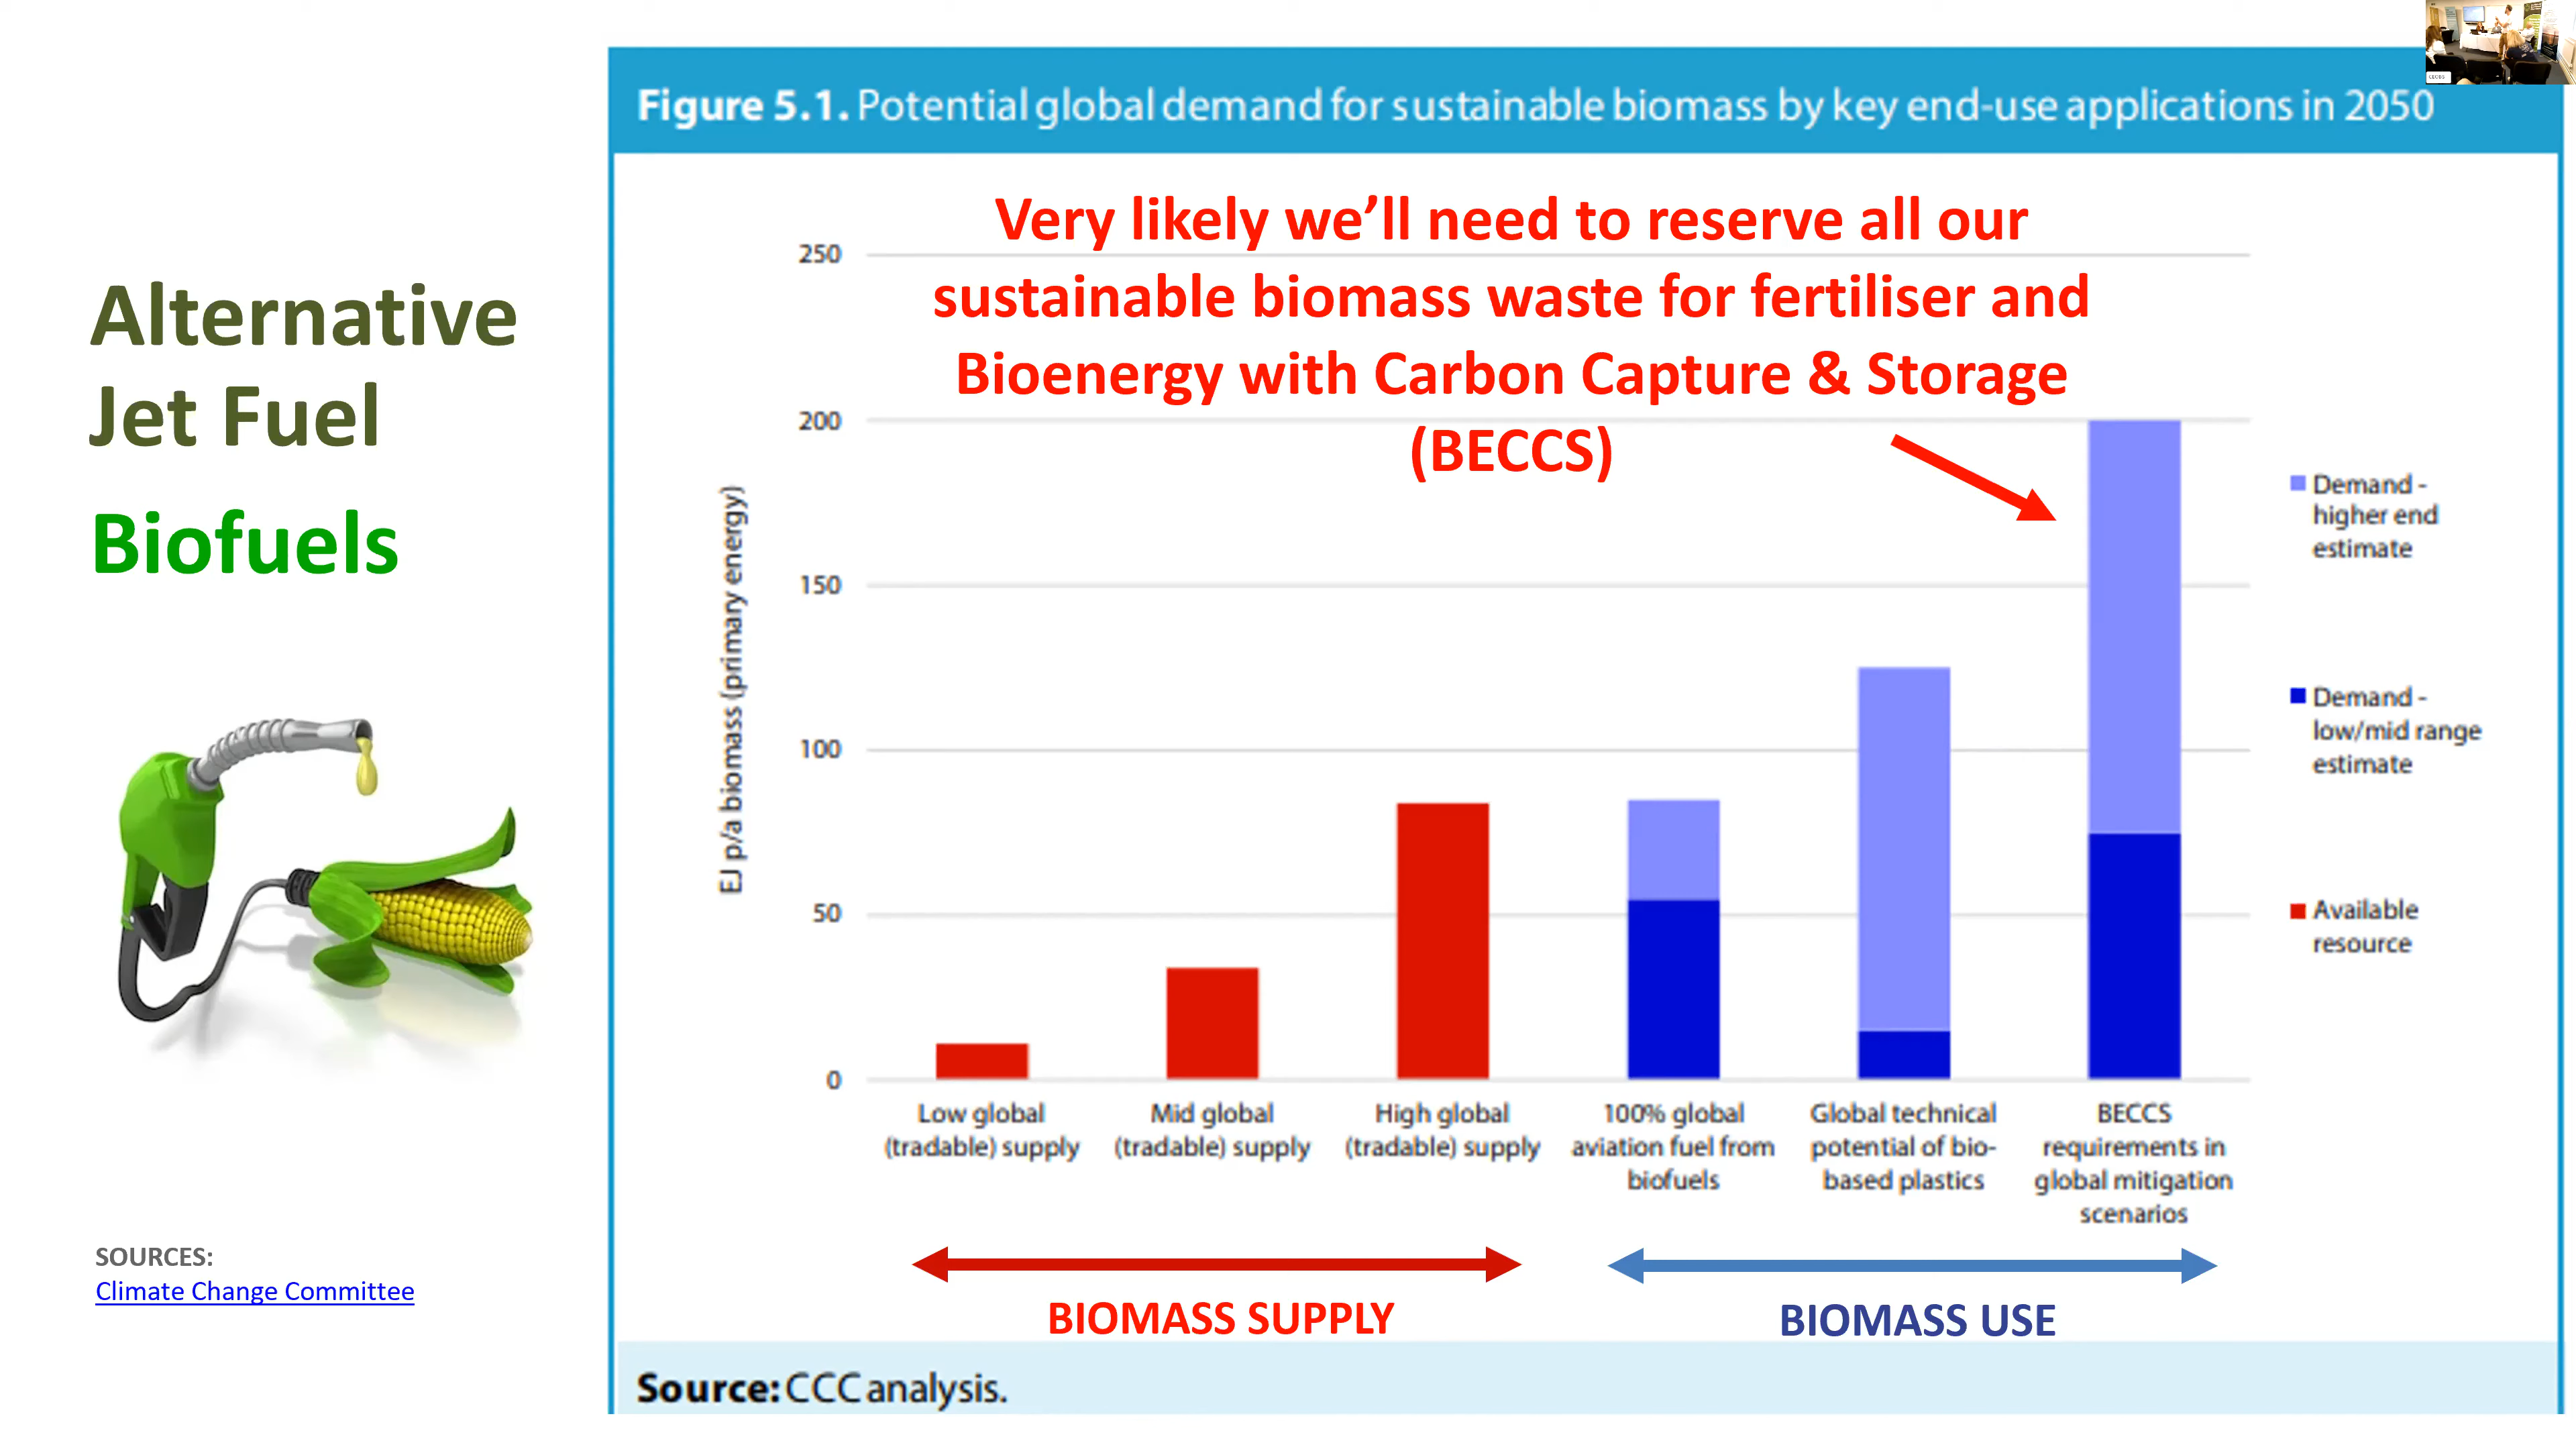 Alternative
Jet Fuel
Biofuels
SOURCES:
Climate Change Committee
Figure 5.1. Potential global demand for sustainable biomass by key end-use applications in 2050
Very likely we’ll need to reserve all our
sustainable biomass waste for fertiliser and
Bioenergy with Carbon Capture & Storage
(BECCS)
EJ p/a biomass (primary energy)
250
200
150
100
50
0
Low global
(tradable) supply
Mid global
(tradable) supply
High global
(tradable) supply
100% global
aviation fuel from
biofuels
Global technical
potential of bio-
based plastics
BECCS
requirements in
global mitigation
scenarios
Demand -
higher end
estimate
Demand -
low/mid range
estimate
Available
resource
BIOMASS SUPPLY
BIOMASS USE
Source: CCC analysis.